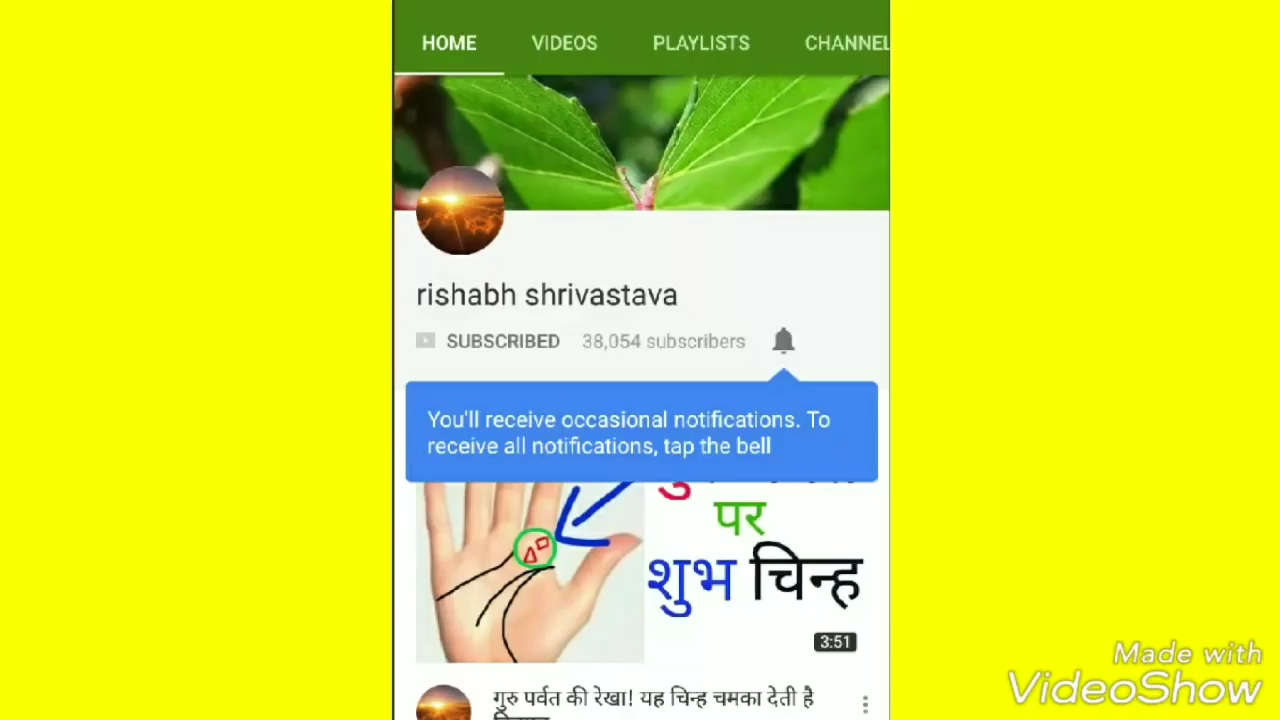 HOME VIDEOS PLAYLISTS CHANNEL
rishabh shrivastava
SUBSCRIBED 38,054 subscribers
You'll receive occasional notifications. To
receive all notifications, tap the bell
पर
शुभ चिन्ह
3:51
गुरु पर्वत की रेखा! यह चिन्ह चमका देती है
Made with
VideoShow